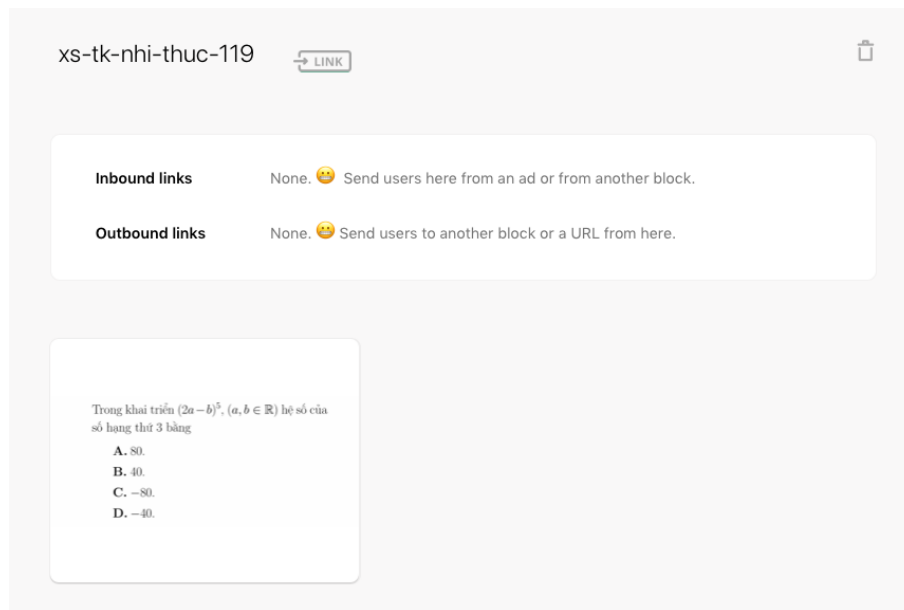 xs-tk-nhi-thuc-119
LINK
Inbound links None. 😬 Send users here from an ad or from another block.
Outbound links None. 😬 Send users to another block or a URL from here.
Trong khai triển (2a − b)⁵, (a, b ∈ ℝ) hệ số của
số hạng thứ 3 bằng
A. 80.
B. 40.
C. −80.
D. −40.